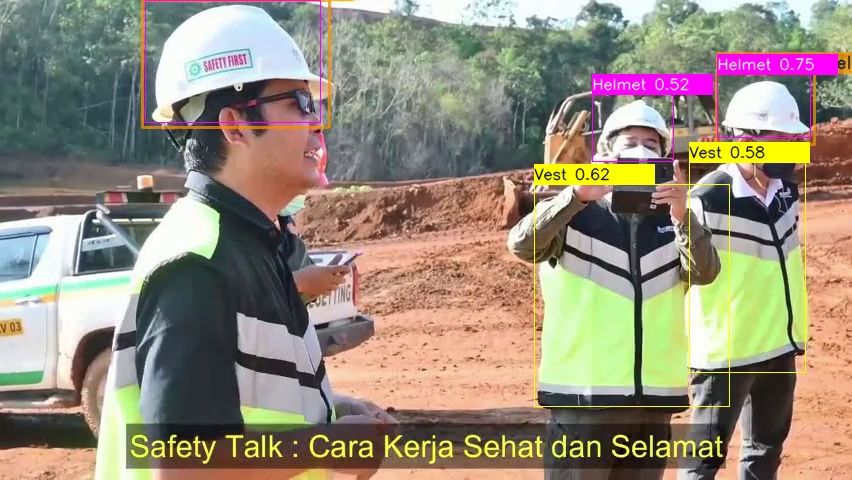 SAFETY FIRST
Helmet 0.75
Helmet 0.52
Vest 0.58
Vest 0.62
V 03
Safety Talk : Cara Kerja Sehat dan Selamat